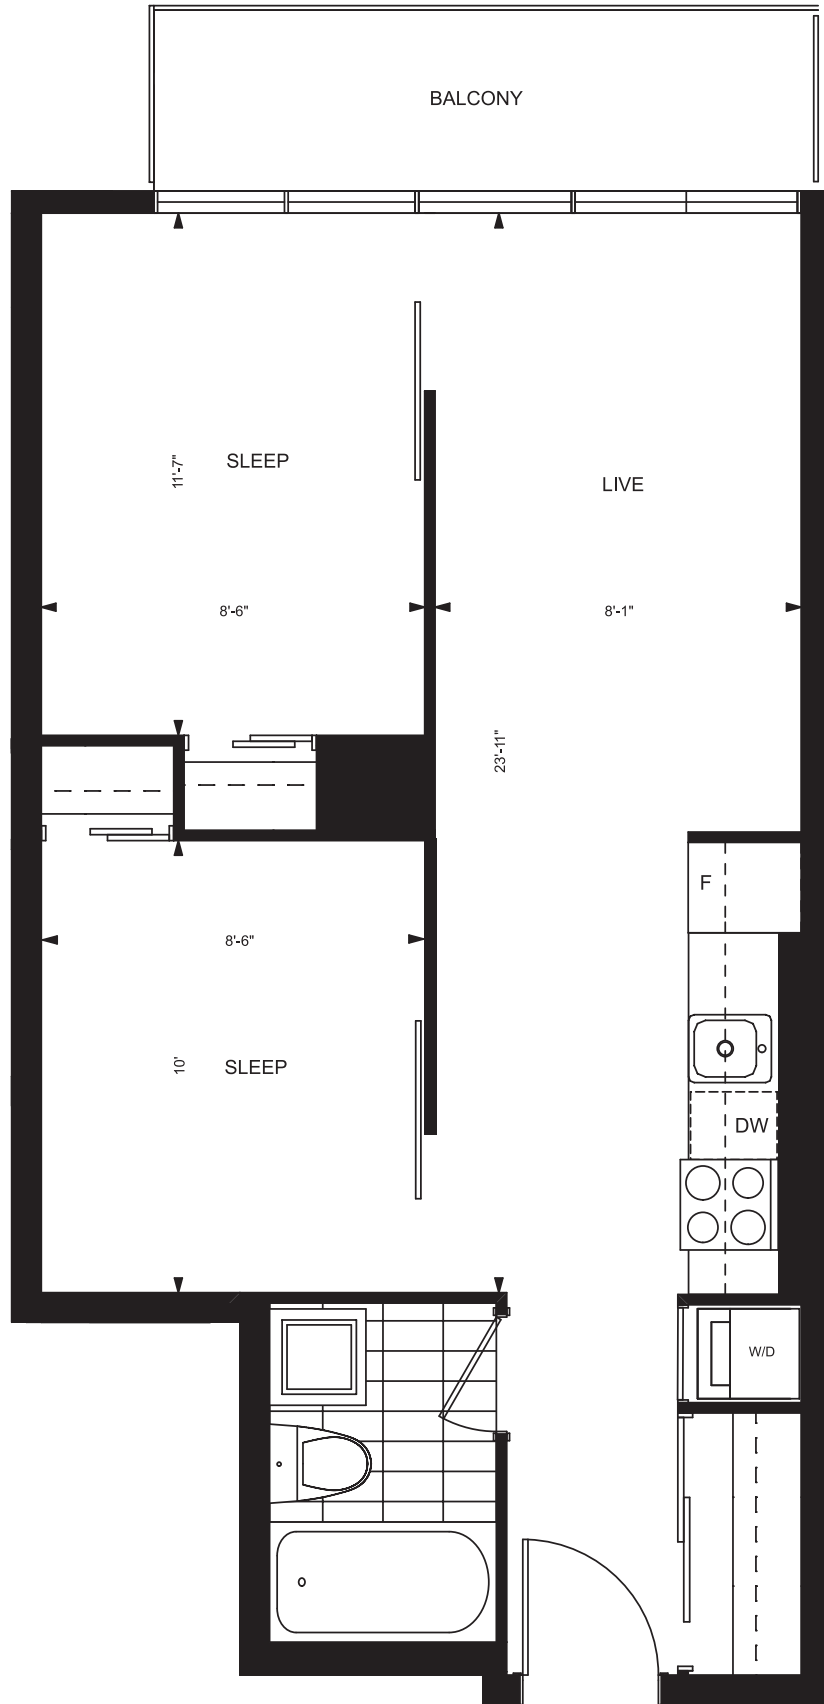 BALCONY
SLEEP
11'-7"
LIVE
8'-6"
8'-1"
23'-11"
F
8'-6"
10'
SLEEP
DW
W/D